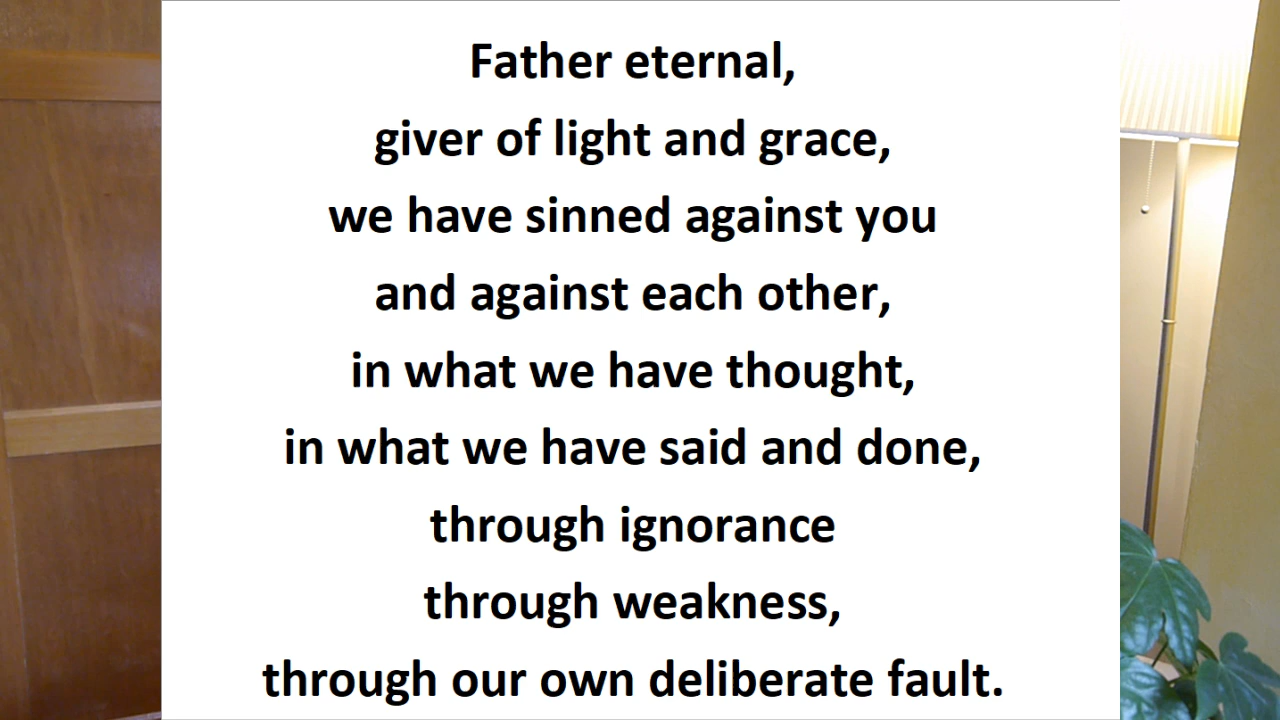 Father eternal,
giver of light and grace,
we have sinned against you
and against each other,
in what we have thought,
in what we have said and done,
through ignorance
through weakness,
through our own deliberate fault.